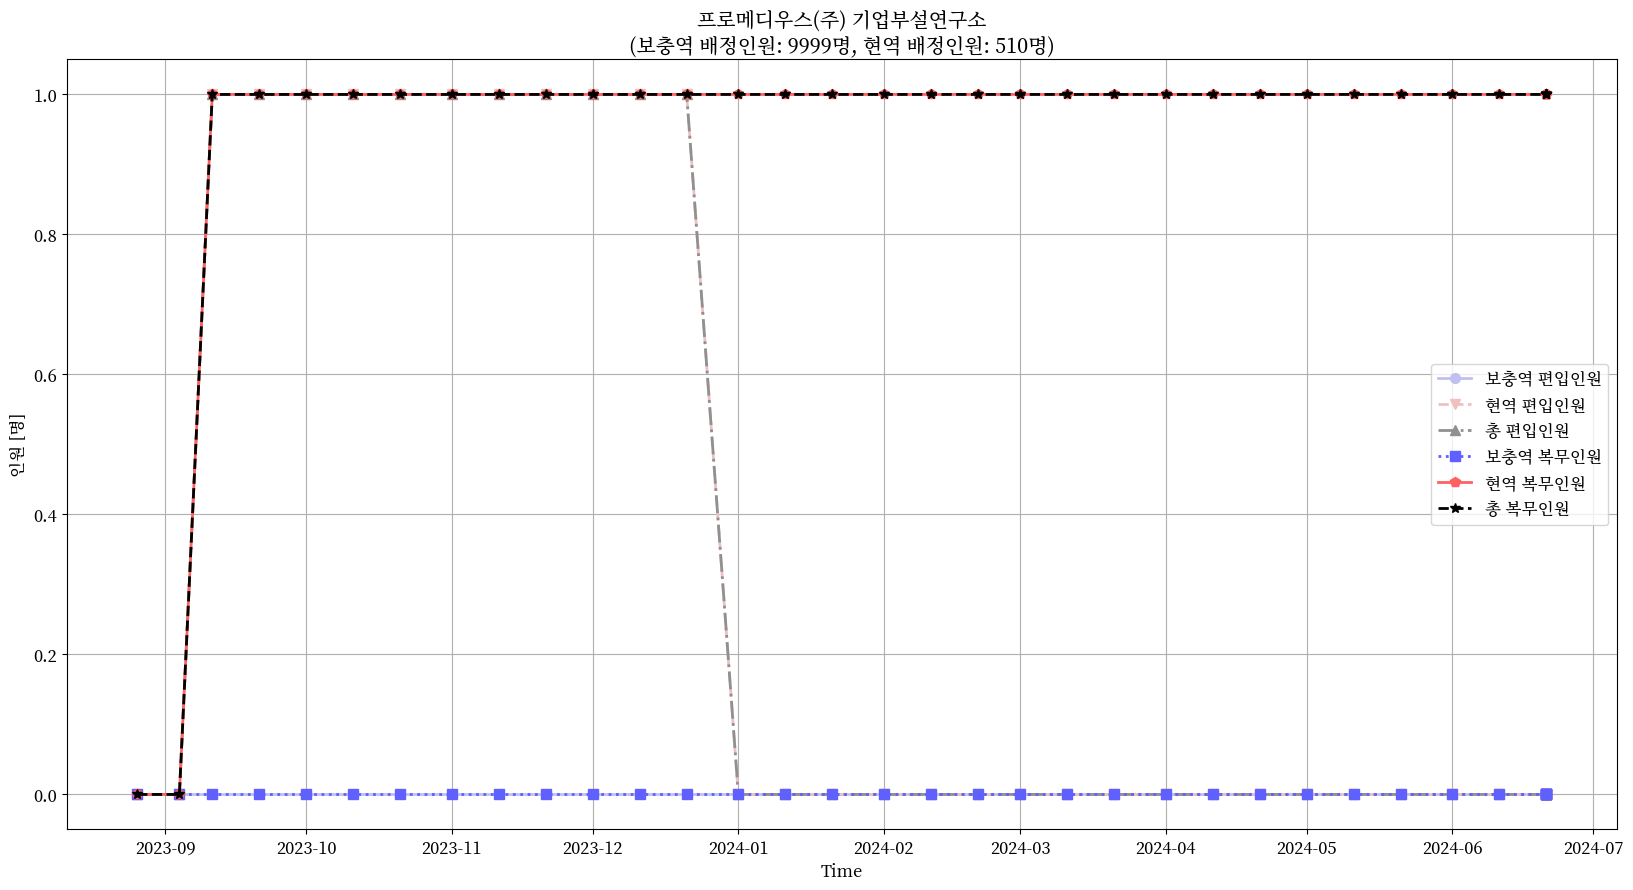 프로메디우스(주) 기업부설연구소
(보충역 배정인원: 9999명, 현역 배정인원: 510명)
1.0
0.8
0.6
0.4
0.2
0.0
인원 [명]
보충역 편입인원
현역 편입인원
총 편입인원
보충역 복무인원
현역 복무인원
총 복무인원
2023-09 2023-10 2023-11 2023-12 2024-01 2024-02 2024-03 2024-04 2024-05 2024-06 2024-07
Time